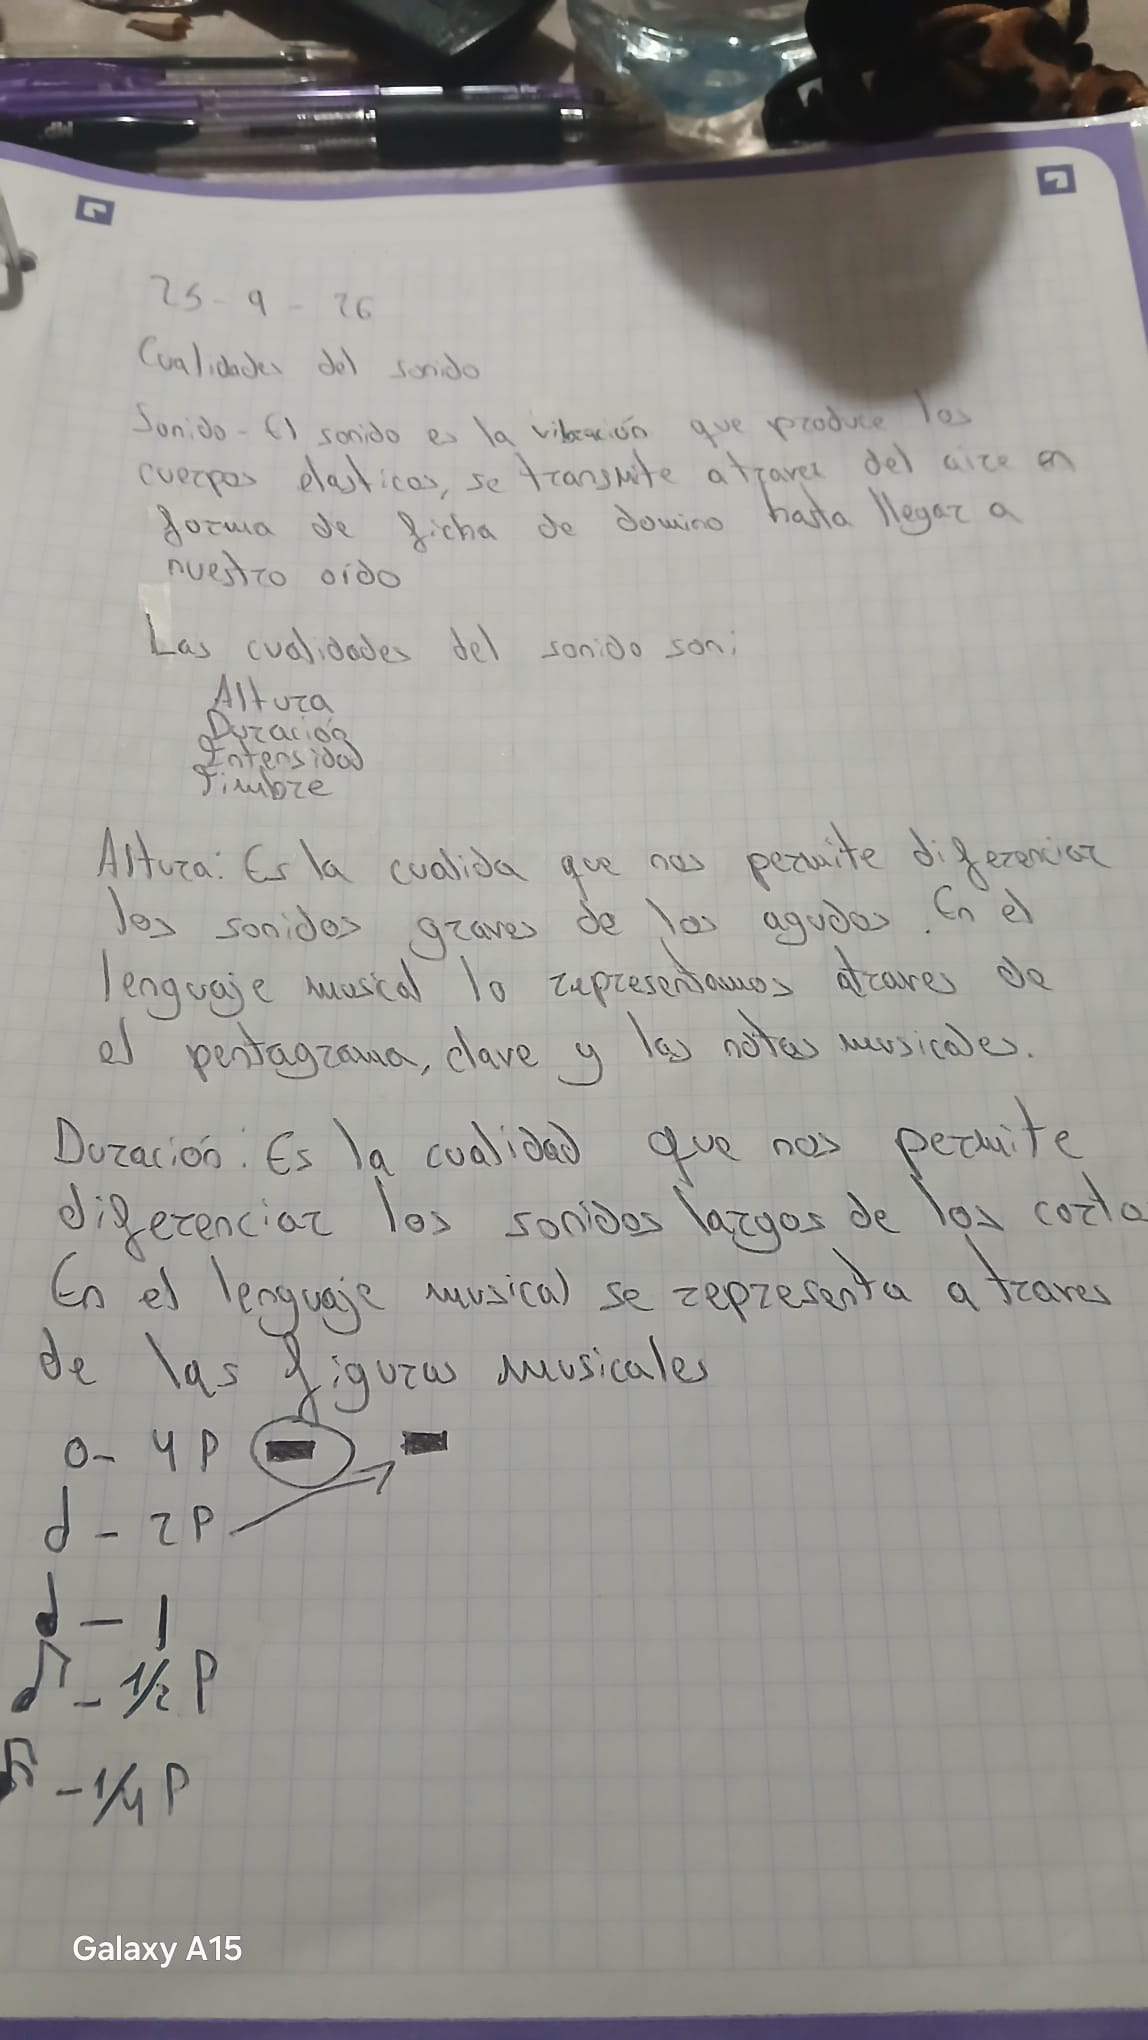 25-9-26
Cualidades del sonido
Sonido - El sonido es la vibración que produce los
cuerpos elasticos, se transmite atraves del aire en
forma de ficha de domino hasta llegar a
nuestro oido
Las cualidades del sonido son:
Altura
Duración
Intensidad
Timbre
Altura: Es la cualida que nos permite diferenciar
los sonidos graves de los agudos. En el
lenguaje musical lo representamos atraves de
el pentagrama, clave y las notas musicales.
Duración: Es la cualidad que nos permite
diferenciar los sonidos largos de los corto
En el lenguaje musical se representa a traves
de las figuras musicales
o - 4 P
𝅗𝅥 - 2 P
♩ - 1
♪ - 1/2 P
- 1/4 P
Galaxy A15